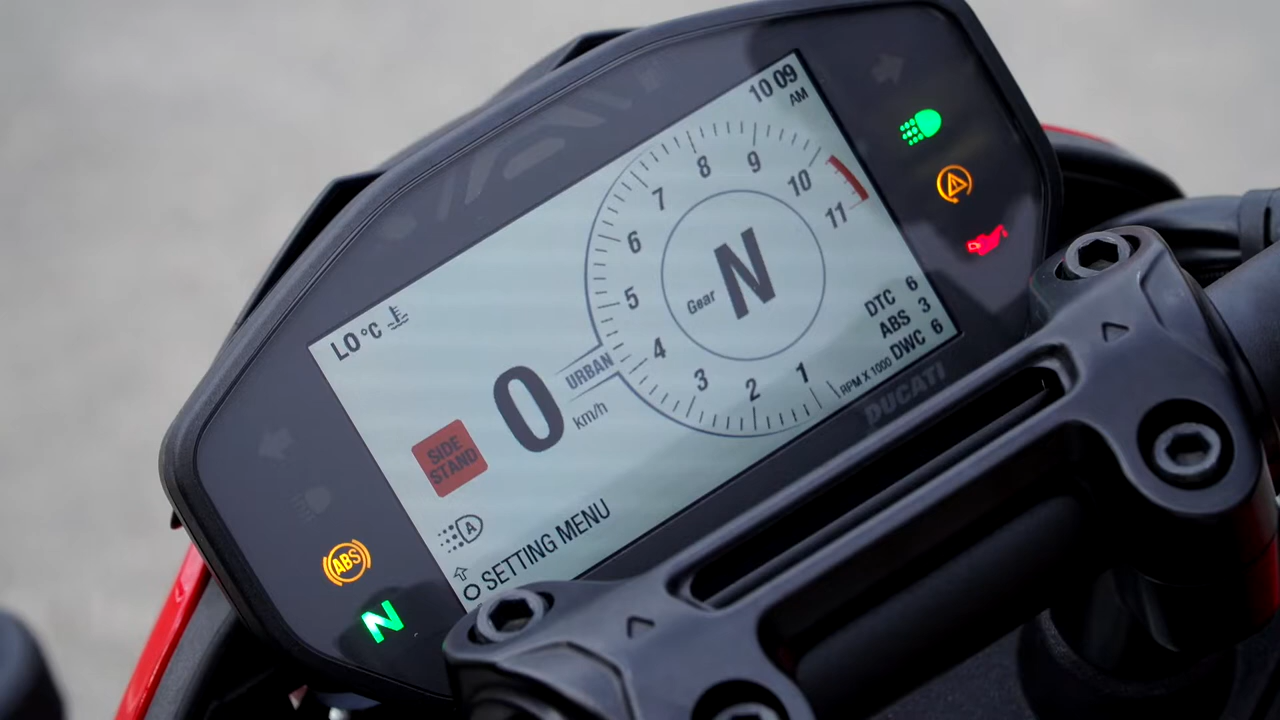 10 09
AM
8
9
7
10
6
11
N
Gear
5
LO °C
4
URBAN
3
2
1
DTC 6
ABS 3
DWC 6
RPM X 1000
DUCATI
0
km/h
SIDE
STAND
A
SETTING MENU
ABS
N